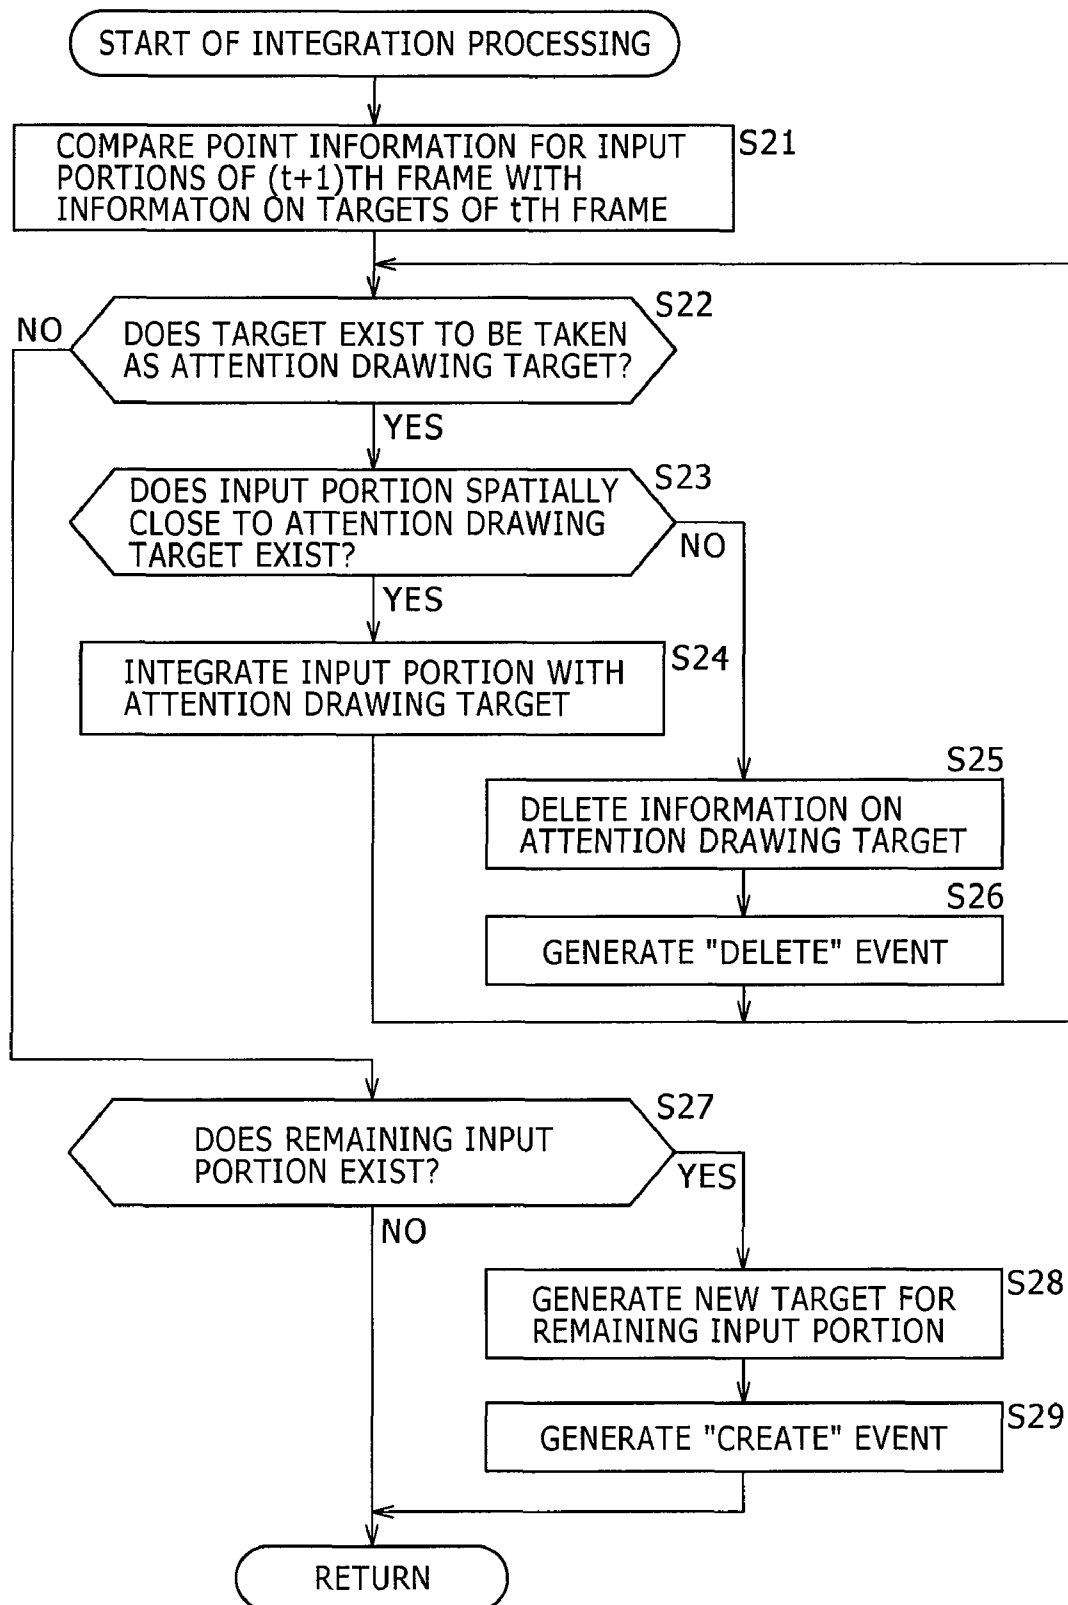 START OF INTEGRATION PROCESSING
S21
COMPARE POINT INFORMATION FOR INPUT
PORTIONS OF (t+1)TH FRAME WITH
INFORMATON ON TARGETS OF tTH FRAME
S22
NO
DOES TARGET EXIST TO BE TAKEN
AS ATTENTION DRAWING TARGET?
YES
S23
DOES INPUT PORTION SPATIALLY
CLOSE TO ATTENTION DRAWING
TARGET EXIST?
NO
YES
S24
INTEGRATE INPUT PORTION WITH
ATTENTION DRAWING TARGET
S25
DELETE INFORMATION ON
ATTENTION DRAWING TARGET
S26
GENERATE "DELETE" EVENT
S27
DOES REMAINING INPUT
PORTION EXIST?
YES
NO
S28
GENERATE NEW TARGET FOR
REMAINING INPUT PORTION
S29
GENERATE "CREATE" EVENT
RETURN